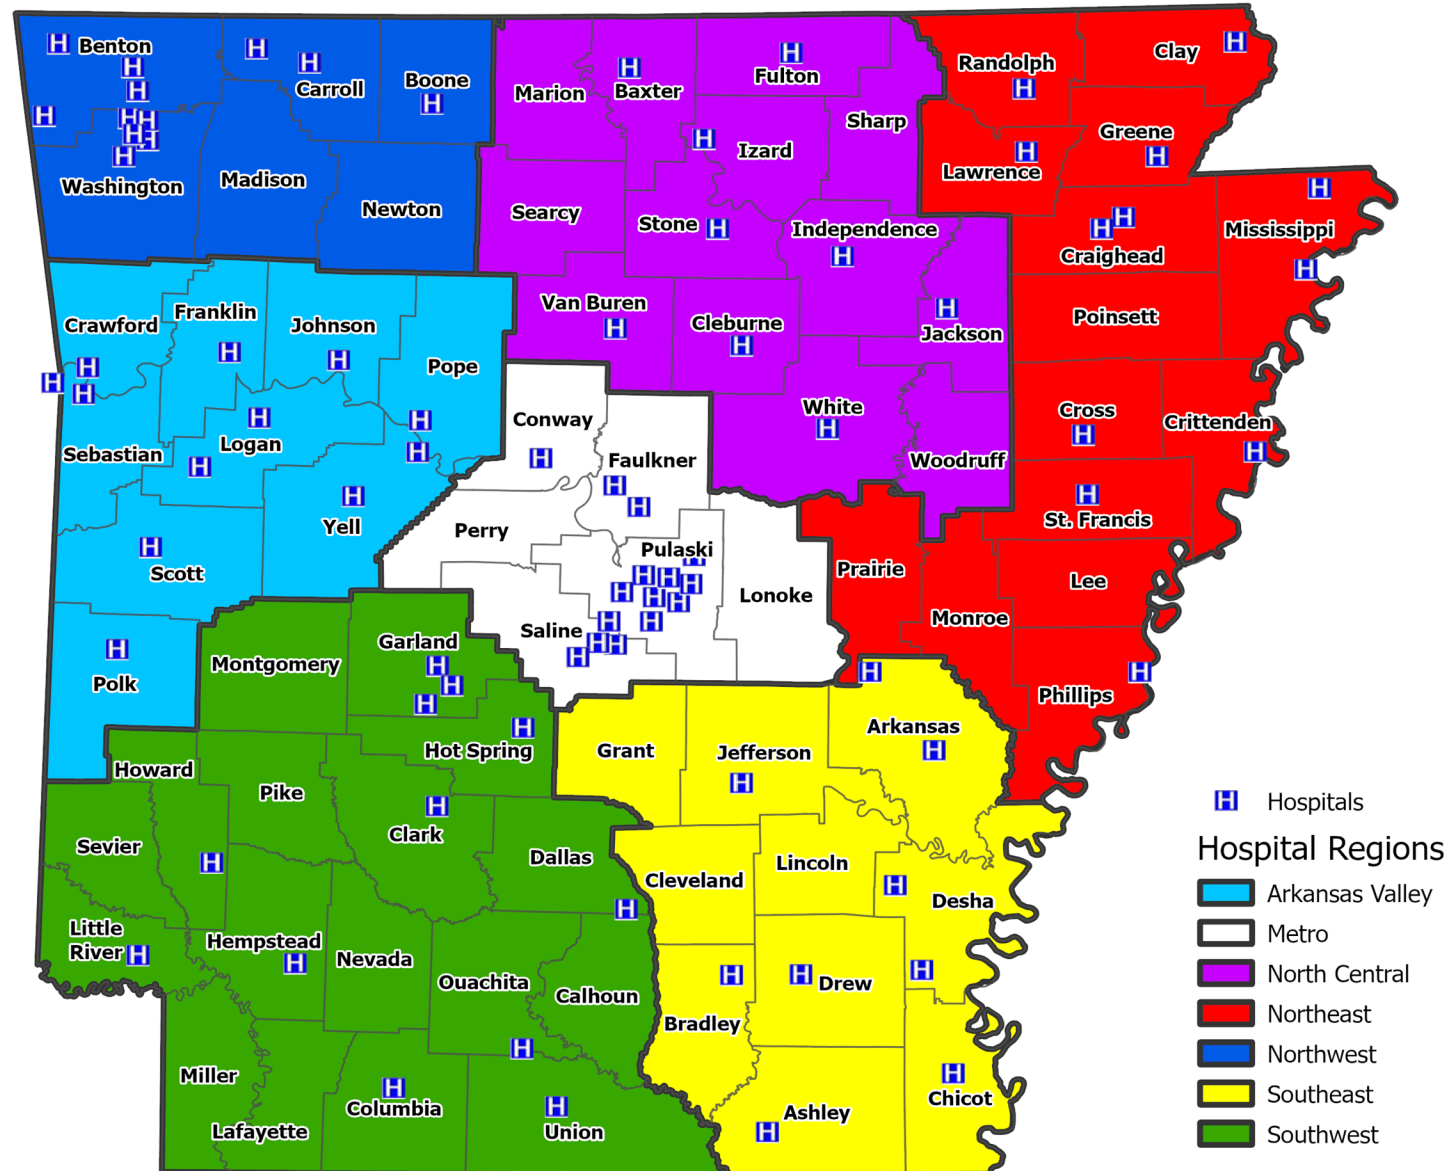 Benton
Carroll
Boone
Marion
Baxter
Fulton
Sharp
Randolph
Clay
Greene
Lawrence
Washington
Madison
Newton
Searcy
Izard
Stone
Independence
Craighead
Mississippi
Crawford
Franklin
Johnson
Pope
Van Buren
Cleburne
Jackson
Poinsett
Sebastian
Logan
Conway
Faulkner
White
Woodruff
Cross
Crittenden
Scott
Yell
Perry
Pulaski
Lonoke
Prairie
St. Francis
Lee
Monroe
Phillips
Polk
Montgomery
Garland
Saline
Hot Spring
Grant
Jefferson
Arkansas
Howard
Pike
Clark
Dallas
Sevier
Cleveland
Lincoln
Desha
Little
River
Hempstead
Nevada
Ouachita
Calhoun
Bradley
Drew
Miller
Lafayette
Columbia
Union
Ashley
Chicot
H Hospitals
Hospital Regions
Arkansas Valley
Metro
North Central
Northeast
Northwest
Southeast
Southwest